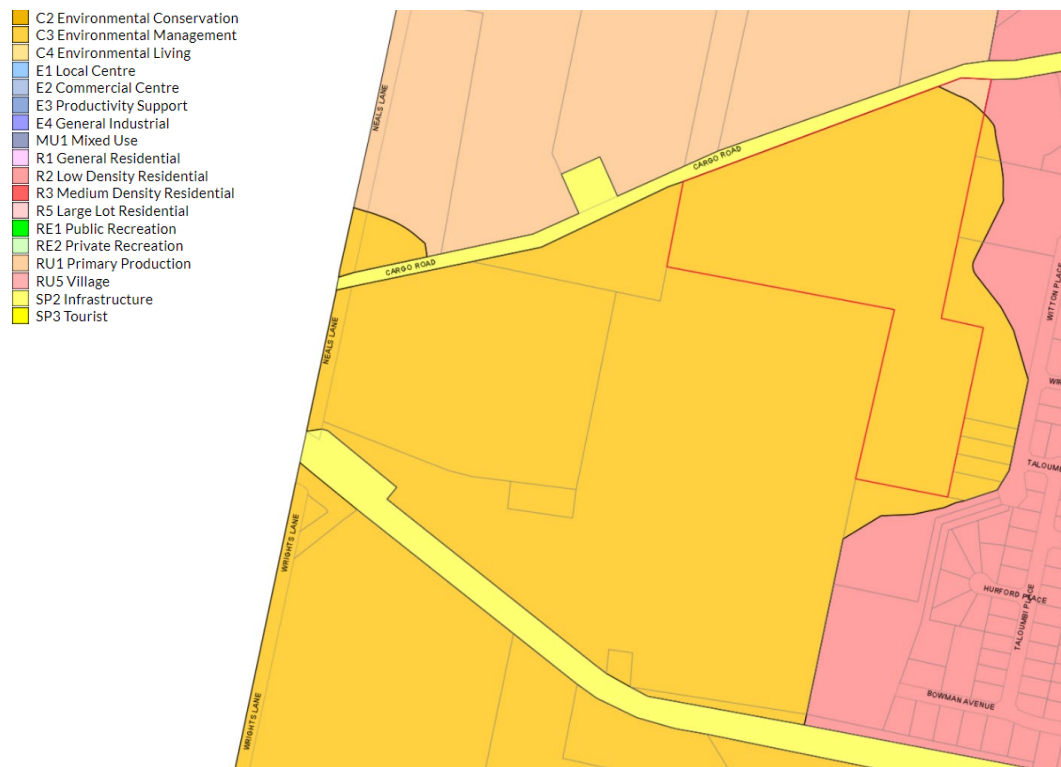 C2 Environmental Conservation
C3 Environmental Management
C4 Environmental Living
E1 Local Centre
E2 Commercial Centre
E3 Productivity Support
E4 General Industrial
MU1 Mixed Use
R1 General Residential
R2 Low Density Residential
R3 Medium Density Residential
R5 Large Lot Residential
RE1 Public Recreation
RE2 Private Recreation
RU1 Primary Production
RU5 Village
SP2 Infrastructure
SP3 Tourist
NEALS LANE
CARGO ROAD
CARGO ROAD
NEALS LANE
WITTON PLACE
WRIGHTS LANE
HURFORD PLACE
TALOUMBI PLACE
BOWMAN AVENUE
WRIGHTS LANE